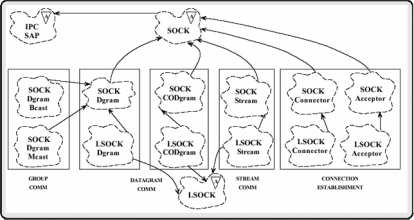 IPC
SAP
A
SOCK
A
SOCK
Dgram
Bcast
SOCK
Dgram
SOCK
CODgram
SOCK
Stream
SOCK
Connector
SOCK
Acceptor
SOCK
Dgram
Mcast
LSOCK
Dgram
LSOCK
CODgram
LSOCK
Stream
LSOCK
Connector
LSOCK
Acceptor
GROUP
COMM
DATAGRAM
COMM
STREAM
COMM
CONNECTION
ESTABLISHMENT
LSOCK
A